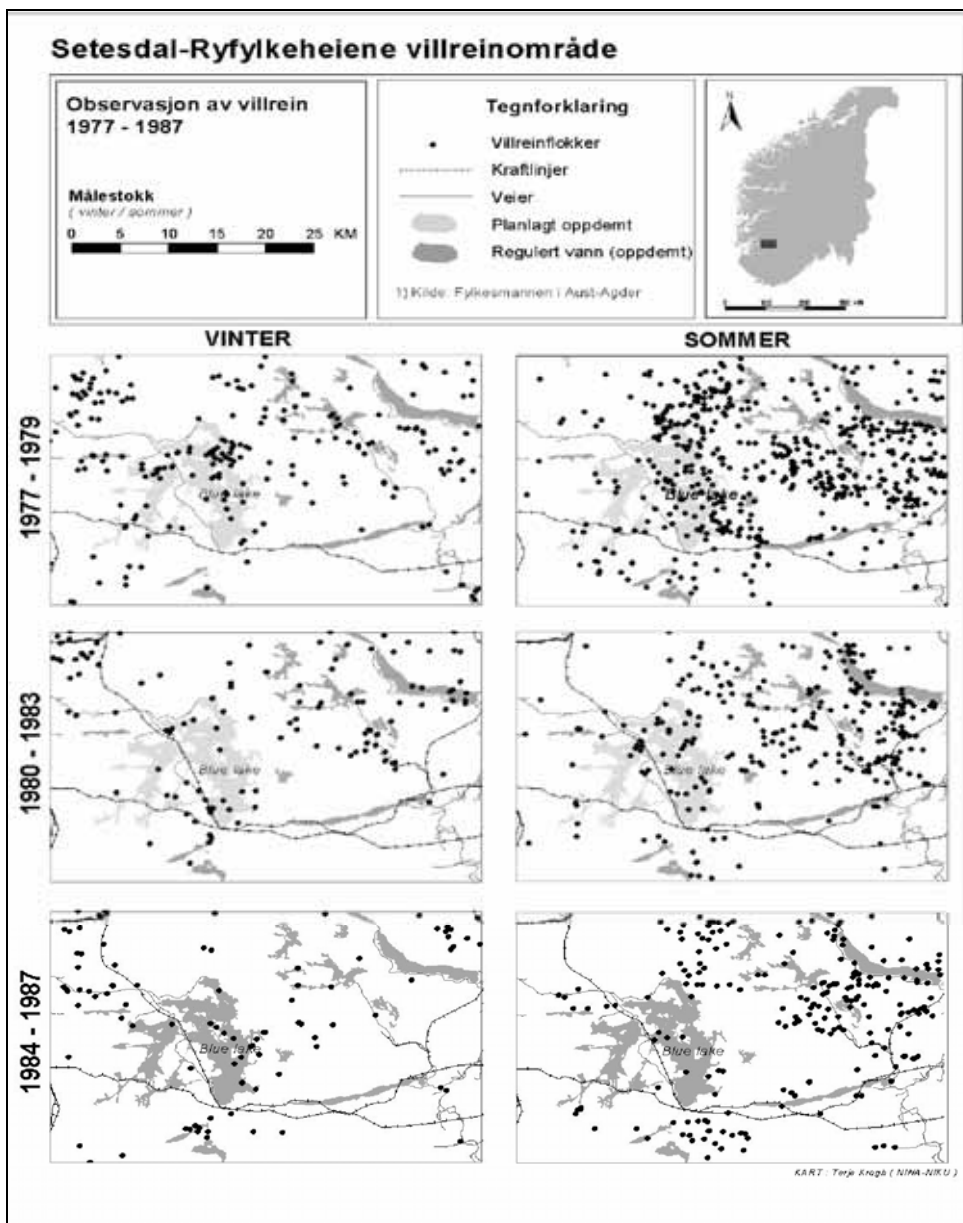 Setesdal-Ryfylkeheiene villreinområde
Observasjon av villrein
1977 - 1987
Målestokk
( vinter / sommer )
0 5 10 15 20 25 KM
Tegnforklaring
Villreinflokker
Kraftlinjer
Veier
Planlagt oppdemt
Regulert vann (oppdemt)
1) Kilde: Fylkesmannen i Aust-Agder
N
VINTER
SOMMER
1977 - 1979
Blue lake
Blue lake
1980 - 1983
Blue lake
Blue lake
1984 - 1987
Blue lake
Blue lake
KART : Terje Kragh ( NINA-NIKU )